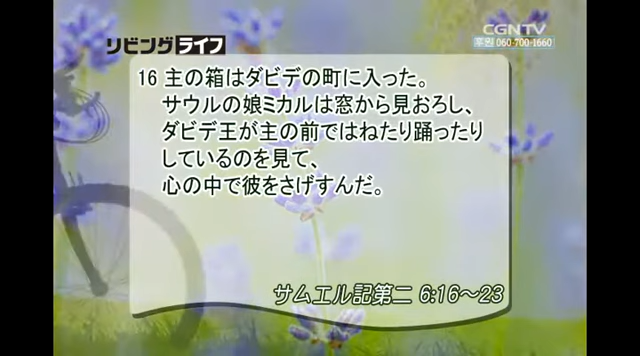 リビングライフ
CGNTV
후원 060-700-1660
16 主の箱はダビデの町に入った。
サウルの娘ミカルは窓から見おろし、
ダビデ王が主の前ではねたり踊ったり
しているのを見て、
心の中で彼をさげすんだ。
サムエル記第二 6:16～23